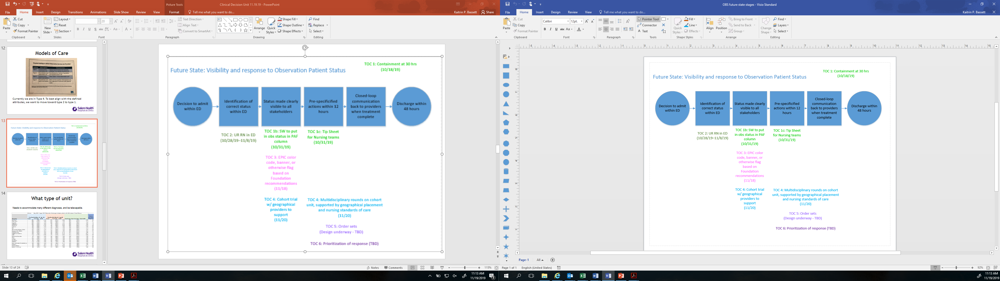 Clinical Decision Unit 11.19.19 - PowerPoint
Picture Tools
Kaitrin P. Bassett
Share
File
Home
Insert
Design
Transitions
Animations
Slide Show
Review
View
Format
Tell me what you want to do...
Paste
Cut
Copy
Format Painter
Clipboard
New
Slide
Layout
Reset
Section
Slides
20
Font
Text Direction
Align Text
Convert to SmartArt
Paragraph
Arrange
Quick
Styles
Shape Fill
Shape Outline
Shape Effects
Drawing
Find
Replace
Select
Editing
12
Models of Care
Currently we are in Type 4. To best align with the defined
attributes, we want to move toward type 2 to type 1.
Salem Health
Hospitals & Clinics
13
14
What type of unit?
Needs to accommodate many different diagnoses, and be telecapable.
Salem Health
Hospitals & Clinics
TOC 1: Containment at 30 hrs
(10/18/19)
Future State: Visibility and response to Observation Patient Status
Decision to admit
within ED
Identification of
correct status
within ED
Status made clearly
visible to all
stakeholders
Pre-specificified
actions within 12
hours
Closed-loop
communication
back to providers
when treatment
complete
Discharge within
48 hours
TOC 2: UR RN in ED
(10/28/19–11/8/19)
TOC 1b: SW to put
in obs status in PAF
column
(10/31/19)
TOC 1c: Tip Sheet
for Nursing teams
(10/31/19)
TOC 3: EPIC color
code, banner, or
otherwise flag
based on
Foundation
recommendations
(11/18)
TOC 4: Cohort trial
w/ geographical
providers to
support
(11/20)
TOC 4: Multidisciplinary rounds on cohort
unit, supported by geographical placement
and nursing standards of care
(11/20)
TOC 5: Order sets
(Design underway - TBD)
TOC 6: Prioritization of response (TBD)
Slide 13 of 24
Notes
Comments
115%
11:13 AM
11/19/2019
OBS future state stages - Visio Standard
Kaitrin P. Bassett
File
Home
Insert
Design
Review
View
Tell me what you want to do...
Paste
Cut
Copy
Format Painter
Clipboard
Calibri
12pt.
Font
Paragraph
Pointer Tool
Connector
Text
Tools
Quick
Styles
Fill
Line
Effects
Shape Styles
Align
Position
Bring to Front
Send to Back
Group
Arrange
Change
Shape
Find
Layers
Select
Editing
TOC 1: Containment at 30 hrs
(10/18/19)
Future State: Visibility and response to Observation Patient Status
Decision to admit
within ED
Identification of
correct status
within ED
Status made clearly
visible to all
stakeholders
Pre-specificified
actions within 12
hours
Closed-loop
communication
back to providers
when treatment
complete
Discharge within
48 hours
TOC 2: UR RN in ED
(10/28/19–11/8/19)
TOC 1b: SW to put
in obs status in PAF
column
(10/31/19)
TOC 1c: Tip Sheet
for Nursing teams
(10/31/19)
TOC 3: EPIC color
code, banner, or
otherwise flag
based on
Foundation
recommendations
(11/18)
TOC 4: Cohort trial
w/ geographical
providers to
support
(11/20)
TOC 4: Multidisciplinary rounds on cohort
unit, supported by geographical placement
and nursing standards of care
(11/20)
TOC 5: Order sets
(Design underway - TBD)
TOC 6: Prioritization of response (TBD)
Page-1
All
Page 1 of 1
English (United States)
92%
11:13 AM
11/19/2019